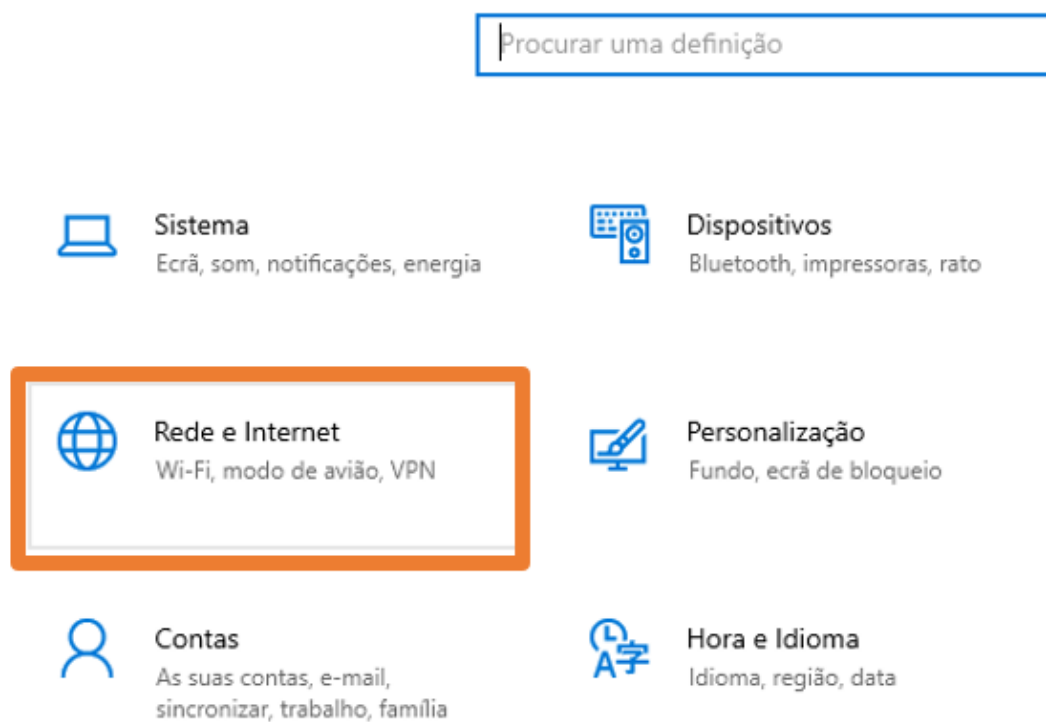 Procurar uma definição
Sistema
Ecrã, som, notificações, energia
Dispositivos
Bluetooth, impressoras, rato
Rede e Internet
Wi-Fi, modo de avião, VPN
Personalização
Fundo, ecrã de bloqueio
Contas
As suas contas, e-mail,
sincronizar, trabalho, família
Hora e Idioma
Idioma, região, data